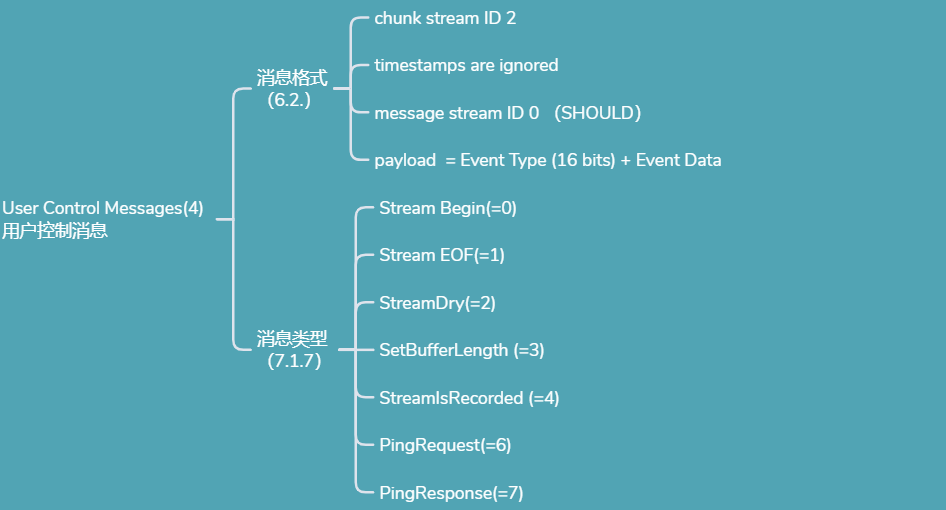 User Control Messages(4)
用户控制消息
消息格式
（6.2.）
chunk stream ID 2
timestamps are ignored
message stream ID 0 （SHOULD）
payload = Event Type (16 bits) + Event Data
消息类型
（7.1.7）
Stream Begin(=0)
Stream EOF(=1)
StreamDry(=2)
SetBufferLength (=3)
StreamIsRecorded (=4)
PingRequest(=6)
PingResponse(=7)